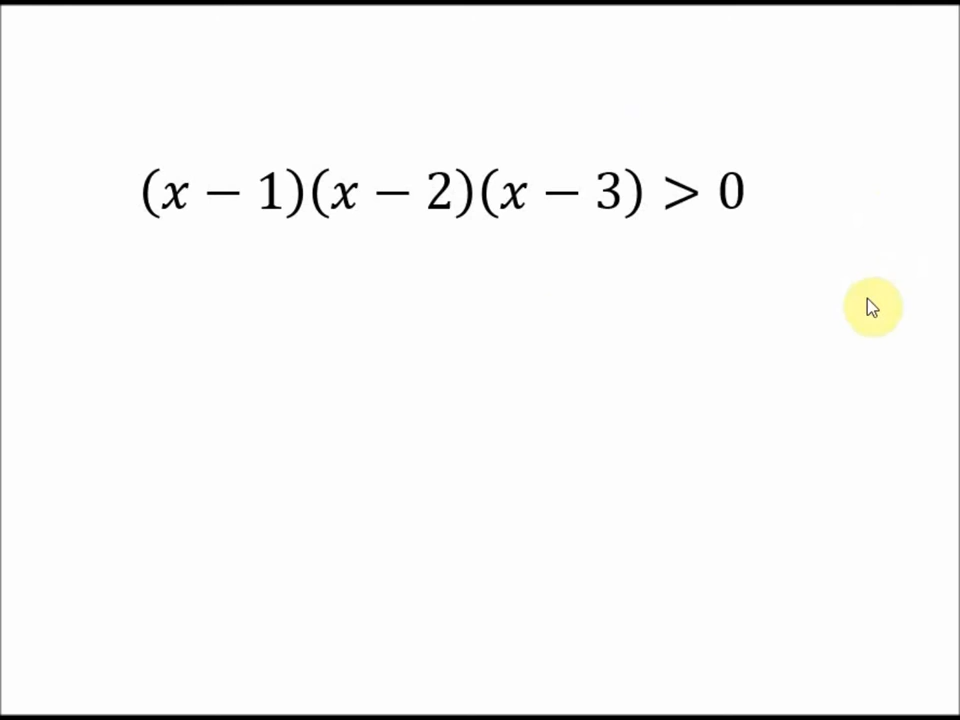 (x − 1)(x − 2)(x − 3) > 0